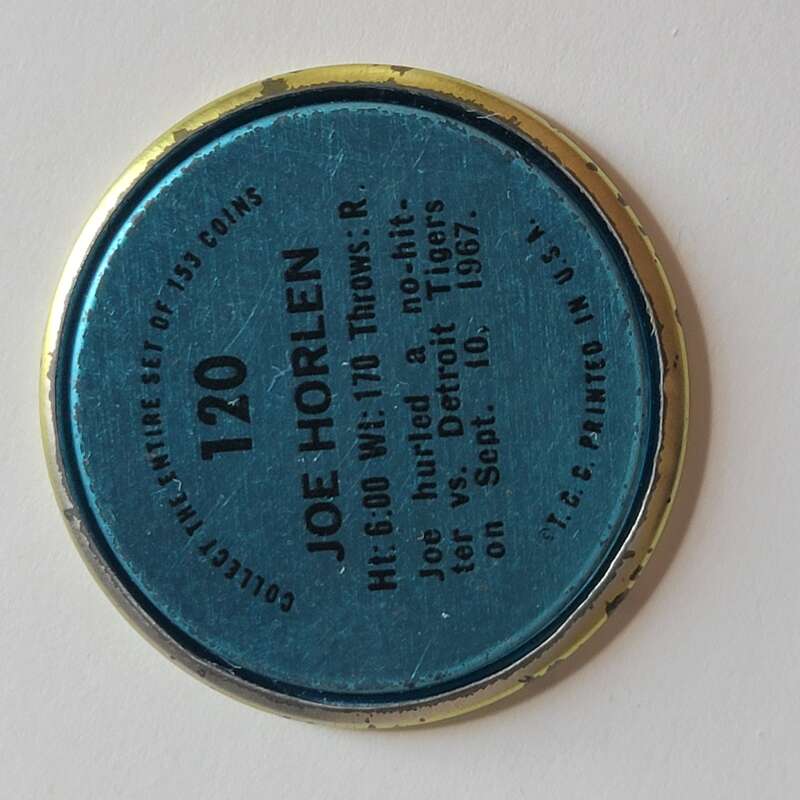 COLLECT THE ENTIRE SET OF 153 COINS
120
JOE HORLEN
Ht: 6:00 Wt: 170 Throws: R.
Joe hurled a no-hit-
ter vs. Detroit Tigers
on Sept. 10, 1967.
©T. C. G. PRINTED IN U.S.A.